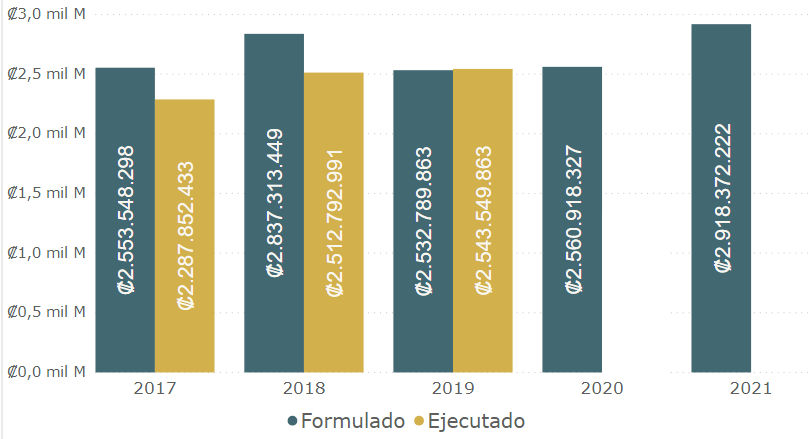 ₡3,0 mil M
₡2,5 mil M
₡2,0 mil M
₡1,5 mil M
₡1,0 mil M
₡0,5 mil M
₡0,0 mil M
₡2.553.548.298
₡2.287.852.433
₡2.837.313.449
₡2.512.792.991
₡2.532.789.863
₡2.543.549.863
₡2.560.918.327
₡2.918.372.222
2017
2018
2019
2020
2021
Formulado
Ejecutado